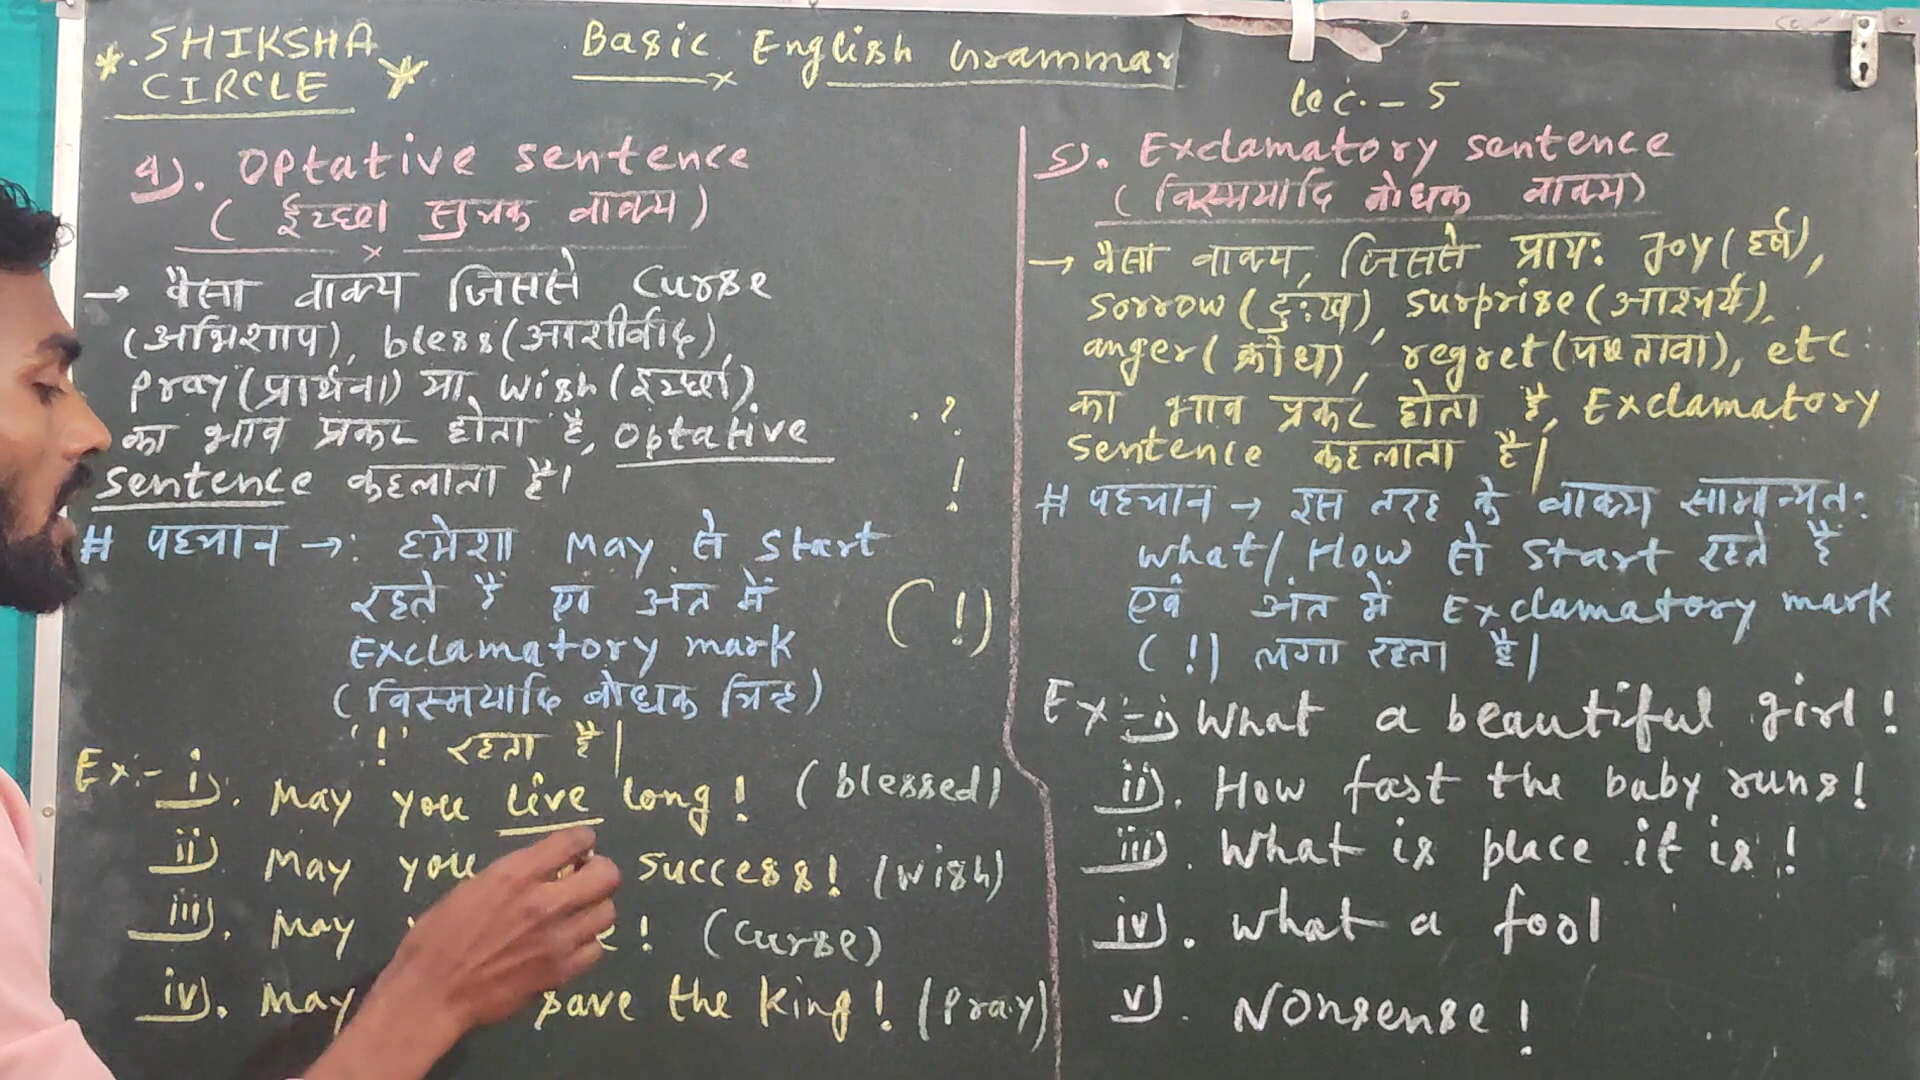 SHIKSHA
CIRCLE
Basic English Grammar
Lec. - 5
4). Optative sentence
( ईच्छा सुचक वाक्य )
→ वैसा वाक्य जिससे curse
(अभिशाप), bless (आशीर्वाद),
Pray (प्रार्थना) या wish (इच्छा)
का भाव प्रकट होता है, Optative
sentence कहलाता है।
# पहचान →: हमेशा May से start
रहते हैं एवं अंत में
Exclamatory mark
(विस्मयादि बोधक चिन्ह)
'!' रहता है।
Ex:- i). May you live long! (blessed)
ii) May you success! (wish)
iii). May ! (curse)
iv). May save the king! (Pray)
. ?
!
(!)
5). Exclamatory sentence
( विस्मयादि बोधक वाक्य)
→ वैसा वाक्य, जिससे प्राय: Joy (हर्ष),
sorrow (दु:ख), surprise (आश्चर्य),
anger (क्रोध), regret (पछतावा), etc
का भाव प्रकट होता है, Exclamatory
sentence कहलाता है।
# पहचान → इस तरह के वाक्य सामान्यत:
what/How से start रहते हैं
एवं अंत में Exclamatory mark
(!) लगा रहता है।
Ex :- i) What a beautiful girl!
ii). How fast the baby runs!
iii). What is place it is!
iv). What a fool
v). Nonsense!